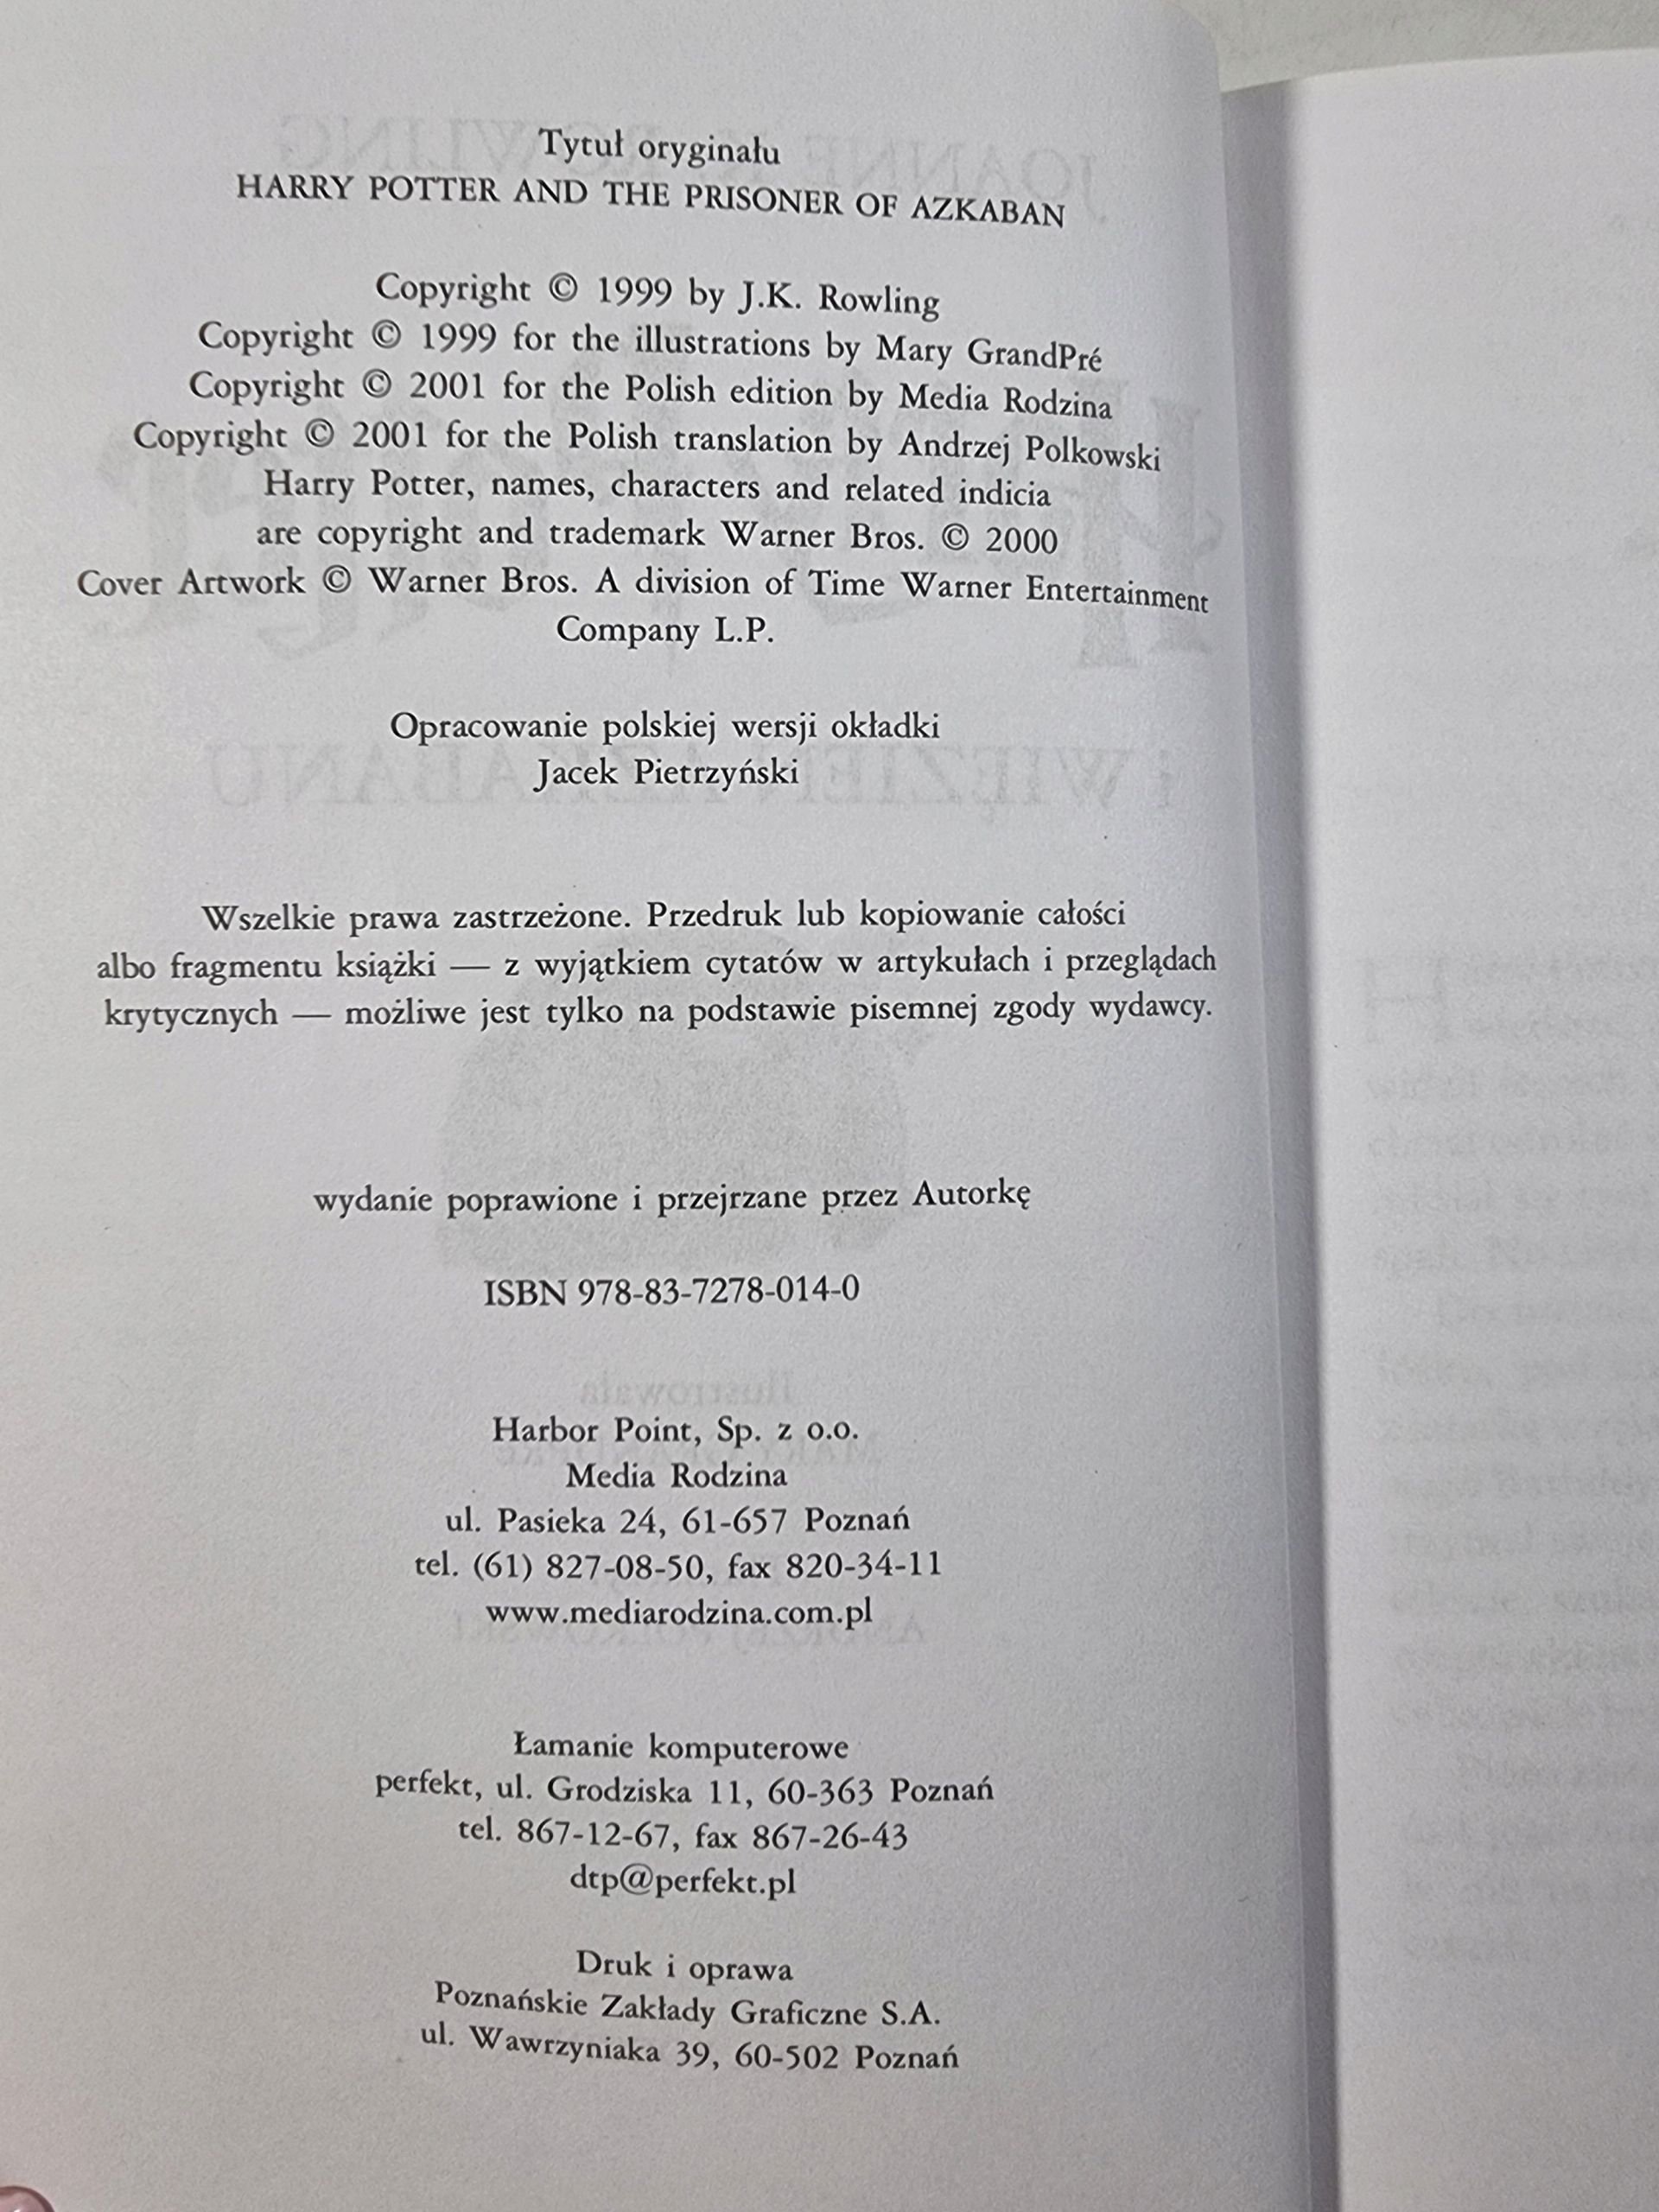 Tytuł oryginału
HARRY POTTER AND THE PRISONER OF AZKABAN
Copyright © 1999 by J.K. Rowling
Copyright © 1999 for the illustrations by Mary GrandPré
Copyright © 2001 for the Polish edition by Media Rodzina
Copyright © 2001 for the Polish translation by Andrzej Polkowski
Harry Potter, names, characters and related indicia
are copyright and trademark Warner Bros. © 2000
Cover Artwork © Warner Bros. A division of Time Warner Entertainment
Company L.P.
Opracowanie polskiej wersji okładki
Jacek Pietrzyński
Wszelkie prawa zastrzeżone. Przedruk lub kopiowanie całości
albo fragmentu książki — z wyjątkiem cytatów w artykułach i przeglądach
krytycznych — możliwe jest tylko na podstawie pisemnej zgody wydawcy.
wydanie poprawione i przejrzane przez Autorkę
ISBN 978-83-7278-014-0
Harbor Point, Sp. z o.o.
Media Rodzina
ul. Pasieka 24, 61-657 Poznań
tel. (61) 827-08-50, fax 820-34-11
www.mediarodzina.com.pl
Łamanie komputerowe
perfekt, ul. Grodziska 11, 60-363 Poznań
tel. 867-12-67, fax 867-26-43
dtp@perfekt.pl
Druk i oprawa
Poznańskie Zakłady Graficzne S.A.
ul. Wawrzyniaka 39, 60-502 Poznań